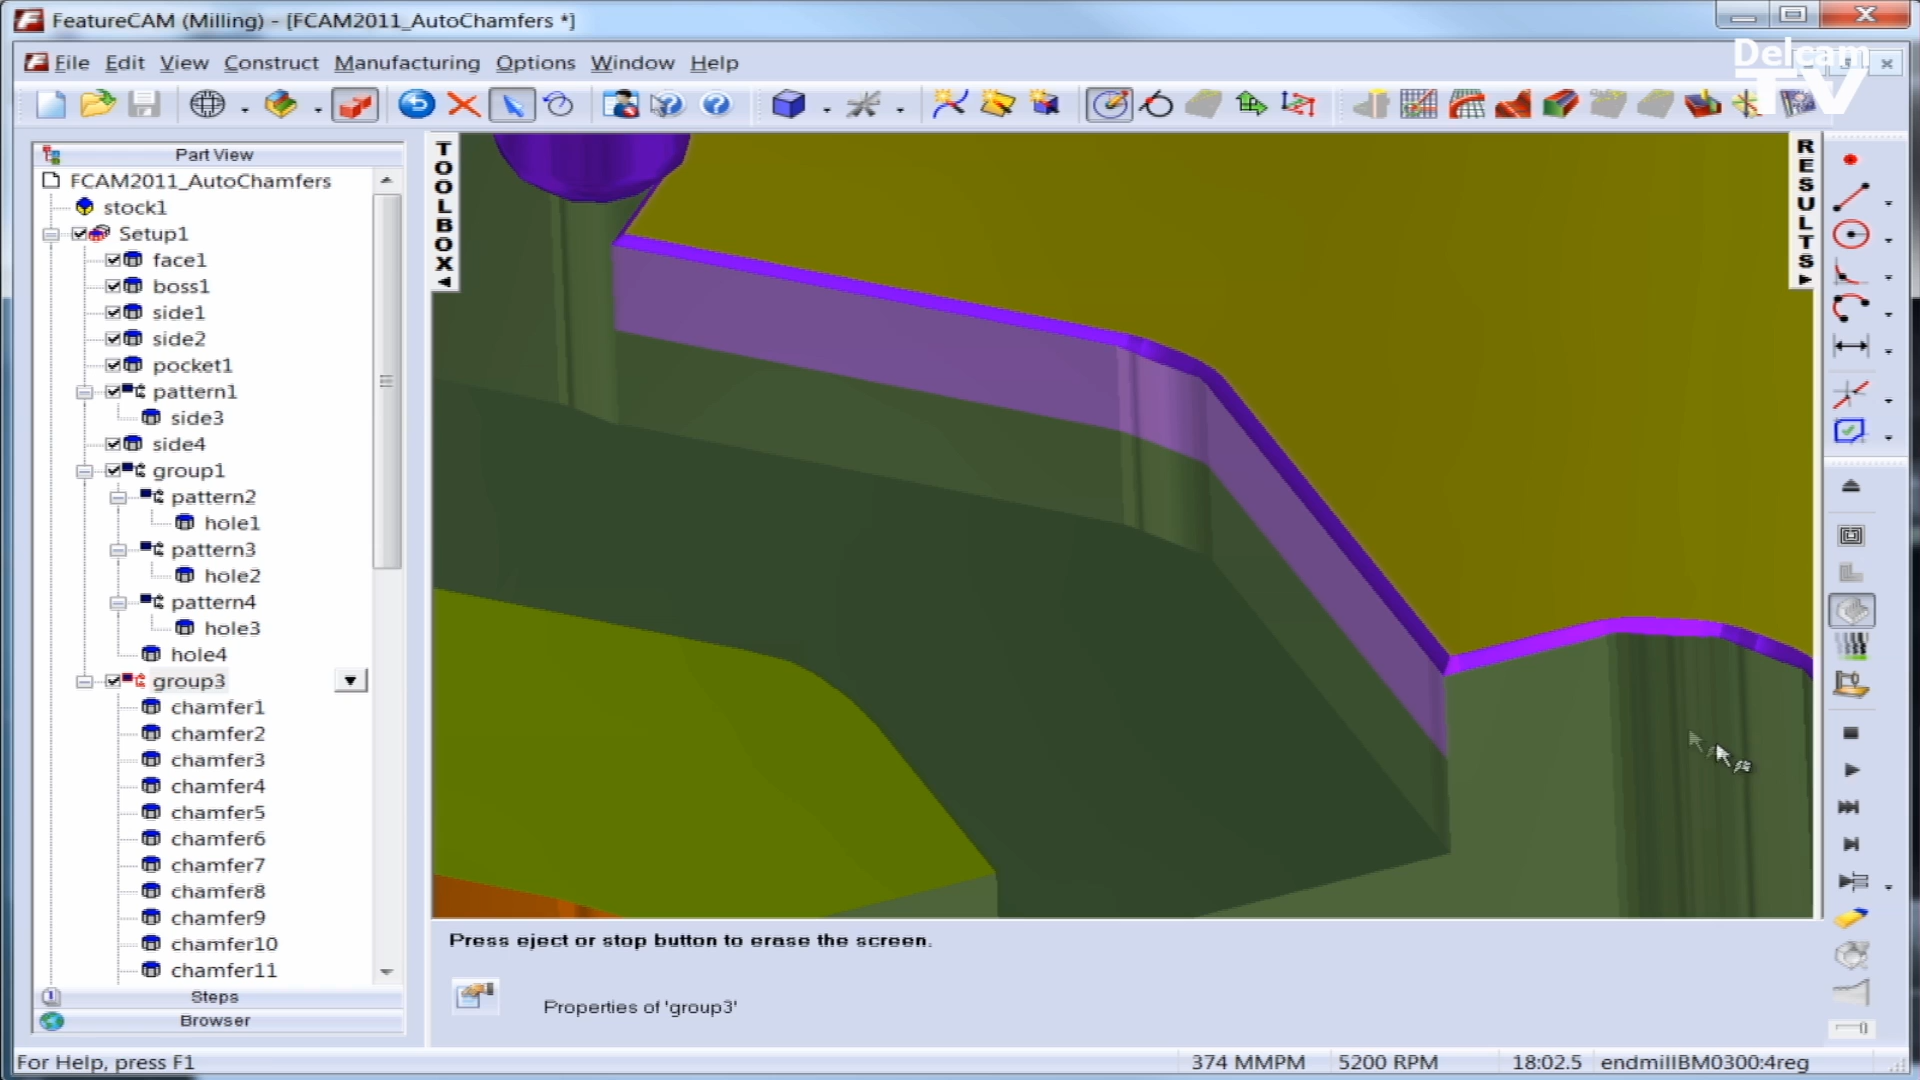 FeatureCAM (Milling) - [FCAM2011_AutoChamfers *]
Delcam
TV
File Edit View Construct Manufacturing Options Window Help
Part View
FCAM2011_AutoChamfers
stock1
Setup1
face1
boss1
side1
side2
pocket1
pattern1
side3
side4
group1
pattern2
hole1
pattern3
hole2
pattern4
hole3
hole4
group3
chamfer1
chamfer2
chamfer3
chamfer4
chamfer5
chamfer6
chamfer7
chamfer8
chamfer9
chamfer10
chamfer11
Steps
Browser
TOOLBOX
RESULTS
Press eject or stop button to erase the screen.
Properties of 'group3'
For Help, press F1
374 MMPM 5200 RPM 18:02.5 endmillBM0300:4reg